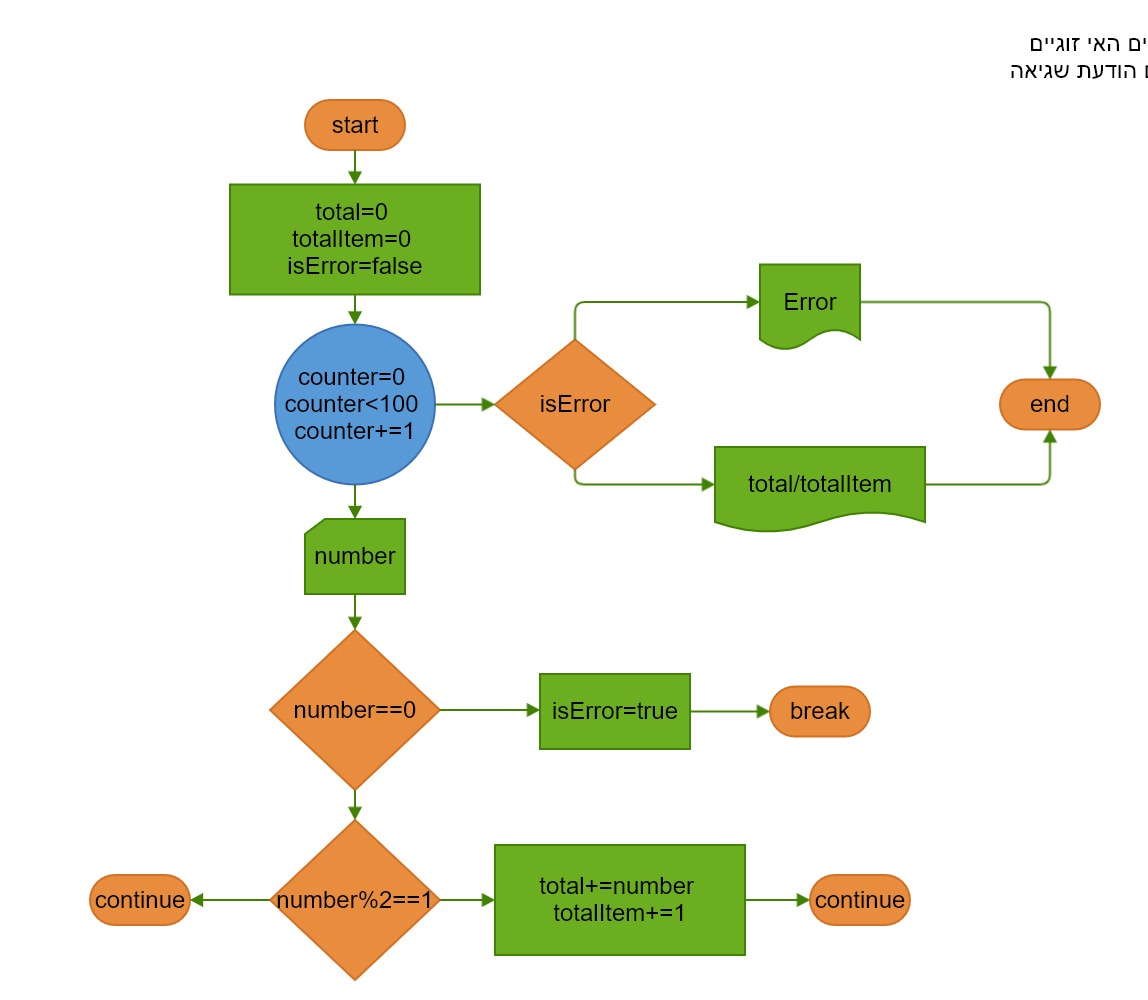 האי זוגיים
הודעת שגיאה
start
total=0
totalItem=0
isError=false
counter=0
counter<100
counter+=1
isError
Error
end
total/totalItem
number
number==0
isError=true
break
continue
number%2==1
total+=number
totalItem+=1
continue